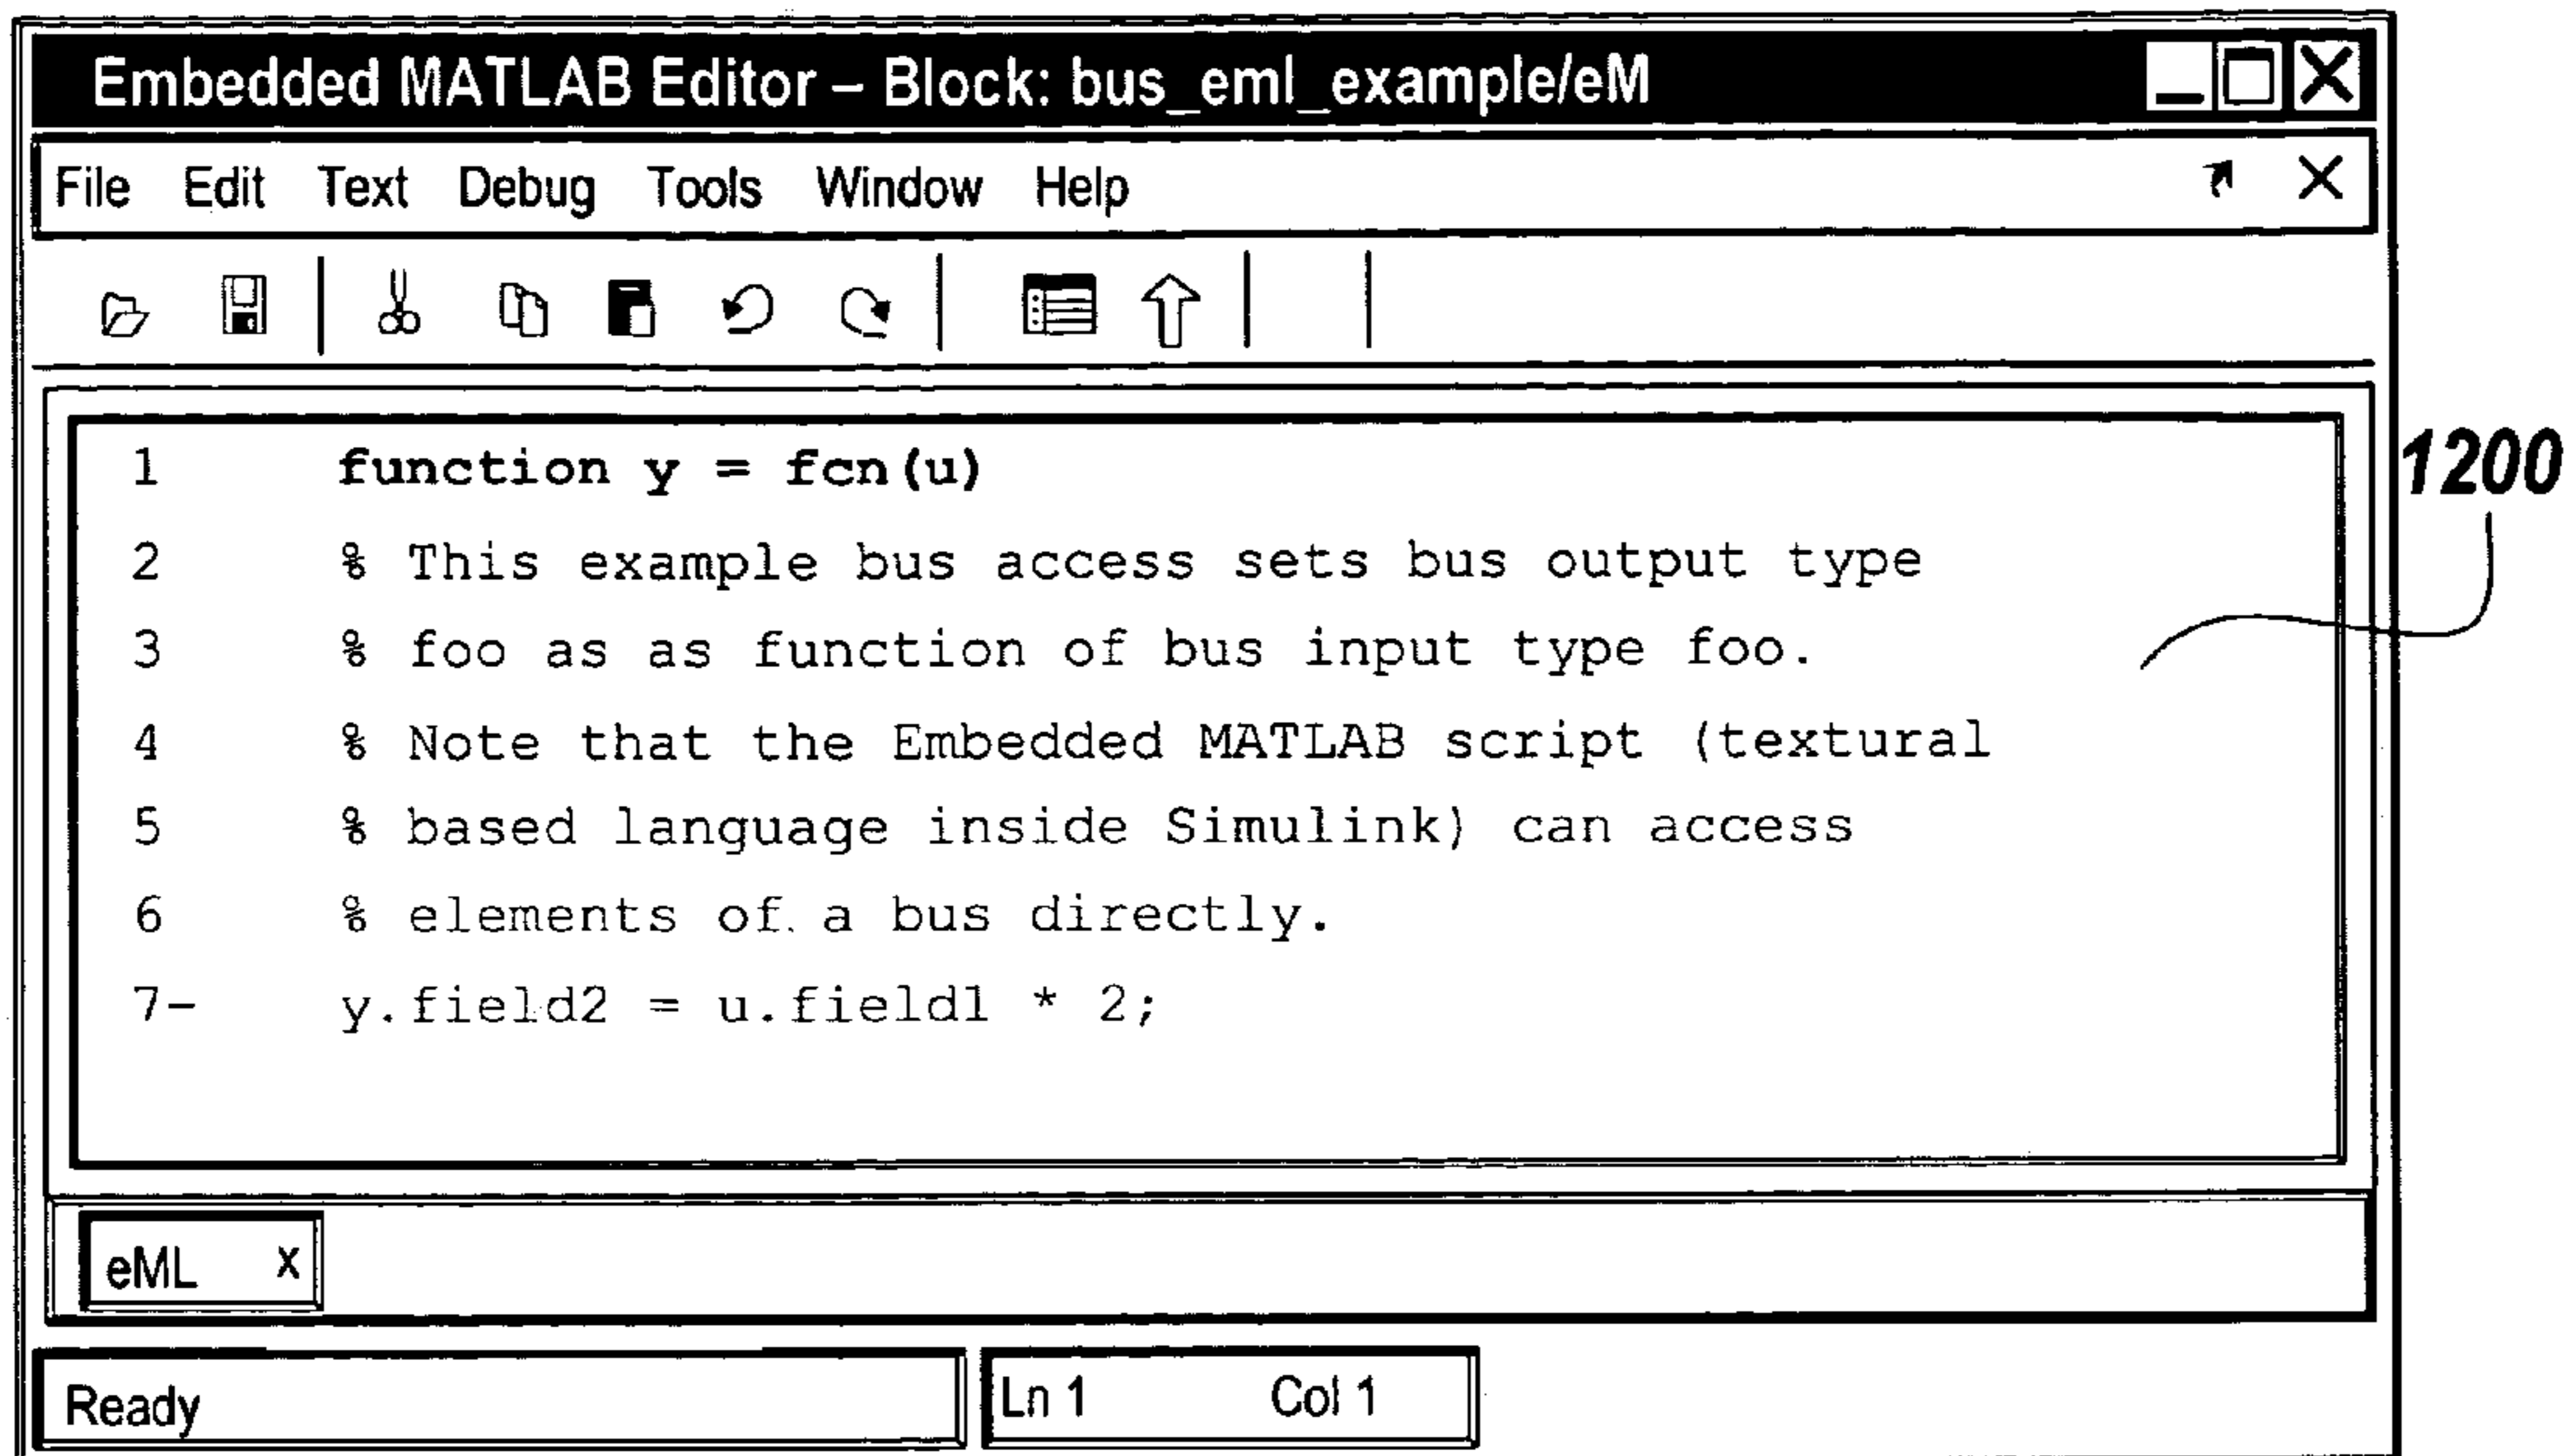 Embedded MATLAB Editor – Block: bus_eml_example/eM
File Edit Text Debug Tools Window Help
1 function y = fcn(u)
1200
2 % This example bus access sets bus output type
3 % foo as as function of bus input type foo.
4 % Note that the Embedded MATLAB script (textural
5 % based language inside Simulink) can access
6 % elements of a bus directly.
7– y.field2 = u.field1 * 2;
eML x
Ready Ln 1 Col 1